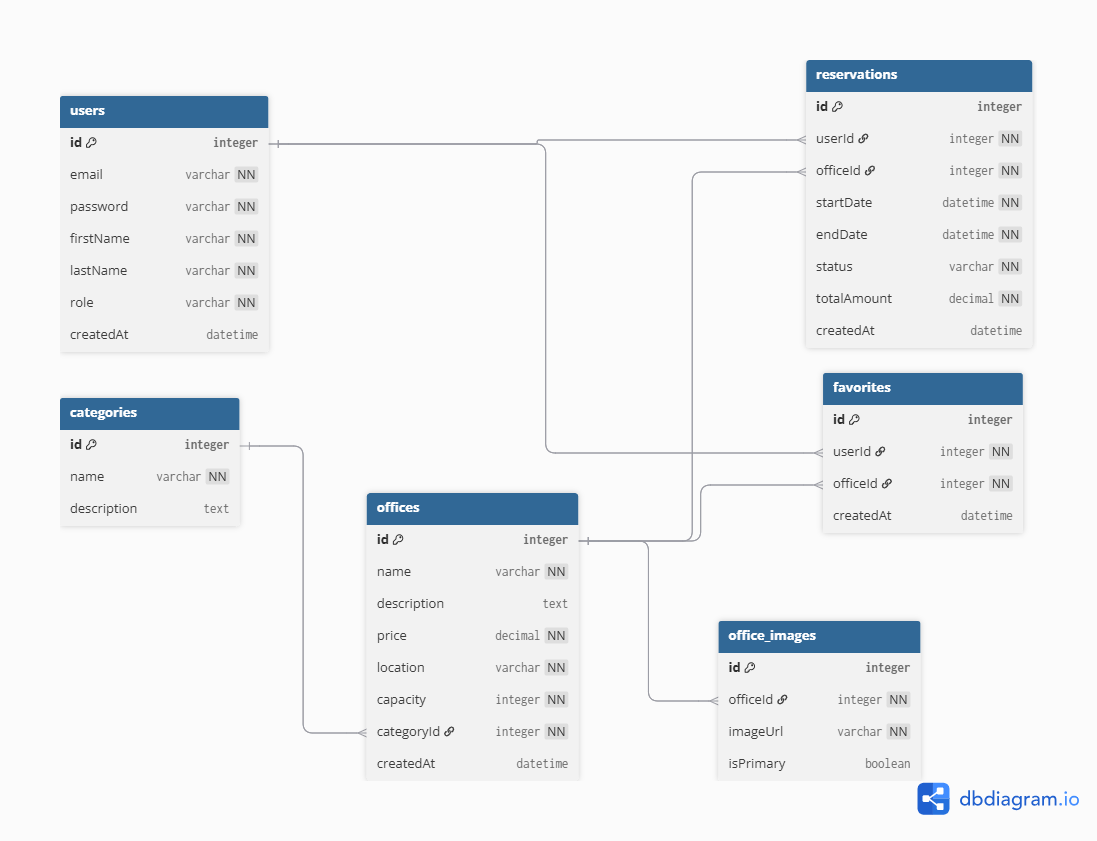 users
id integer
email varchar NN
password varchar NN
firstName varchar NN
lastName varchar NN
role varchar NN
createdAt datetime
categories
id integer
name varchar NN
description text
offices
id integer
name varchar NN
description text
price decimal NN
location varchar NN
capacity integer NN
categoryId integer NN
createdAt datetime
reservations
id integer
userId integer NN
officeId integer NN
startDate datetime NN
endDate datetime NN
status varchar NN
totalAmount decimal NN
createdAt datetime
favorites
id integer
userId integer NN
officeId integer NN
createdAt datetime
office_images
id integer
officeId integer NN
imageUrl varchar NN
isPrimary boolean
dbdiagram.io